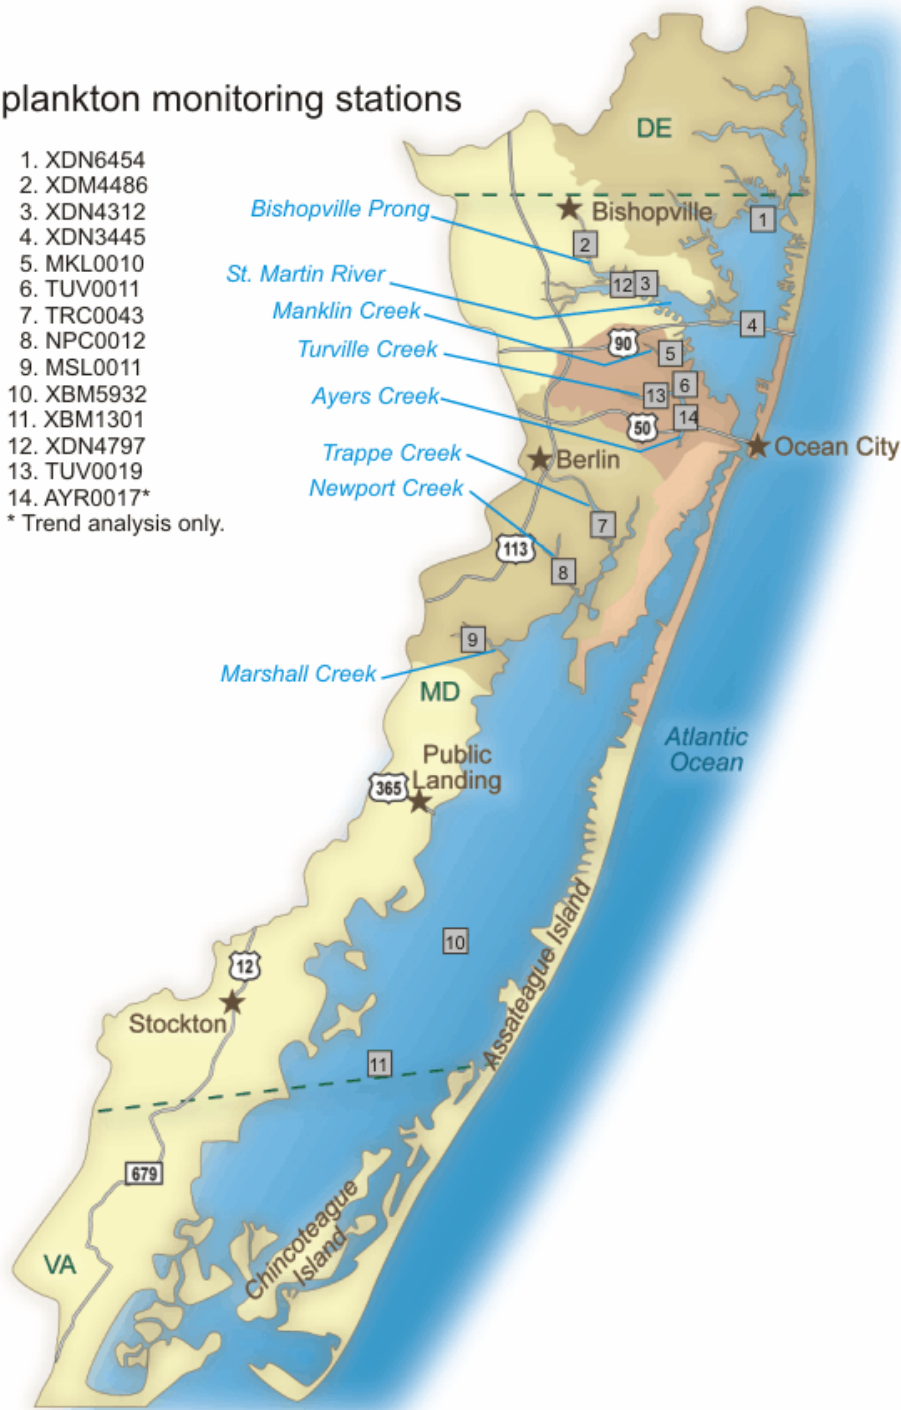 plankton monitoring stations
1. XDN6454
2. XDM4486
3. XDN4312
4. XDN3445
5. MKL0010
6. TUV0011
7. TRC0043
8. NPC0012
9. MSL0011
10. XBM5932
11. XBM1301
12. XDN4797
13. TUV0019
14. AYR0017*
* Trend analysis only.
DE
Bishopville Prong
Bishopville
1
2
St. Martin River
12
3
Manklin Creek
4
90
5
Turville Creek
6
13
Ayers Creek
14
50
Ocean City
Trappe Creek
Berlin
Newport Creek
7
113
8
9
Marshall Creek
MD
Atlantic
Ocean
Public
Landing
365
10
Assateague Island
12
Stockton
11
679
Chincoteague
Island
VA